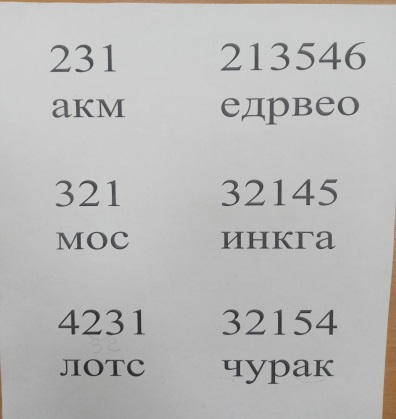 231 213546
акм едрвео
321 32145
мос инкга
4231 32154
лотс чурак